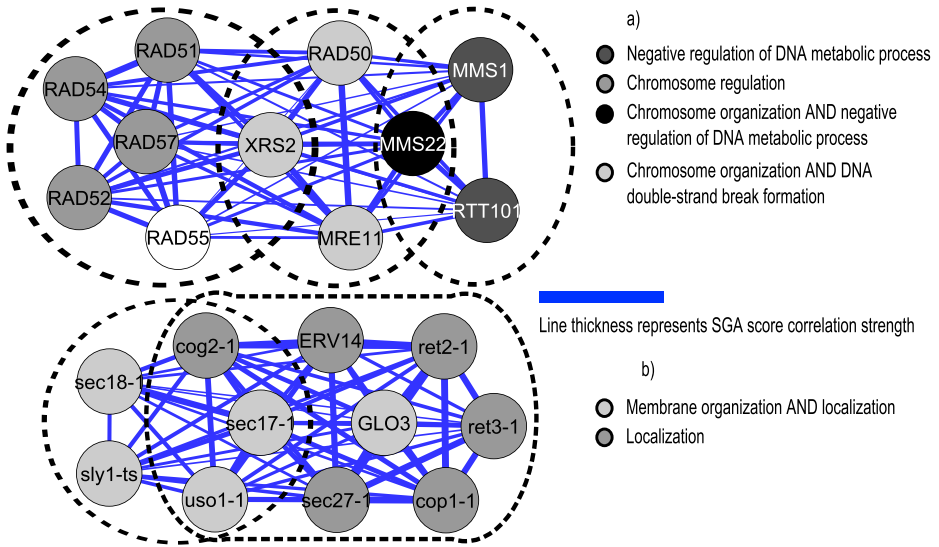 a)
RAD51
RAD50
RAD54
MMS1
RAD57
XRS2
MMS22
RAD52
RAD55
MRE11
RTT101
Negative regulation of DNA metabolic process
Chromosome regulation
Chromosome organization AND negative
regulation of DNA metabolic process
Chromosome organization AND DNA
double-strand break formation
Line thickness represents SGA score correlation strength
b)
cog2-1
ERV14
ret2-1
sec18-1
sec17-1
GLO3
ret3-1
sly1-ts
uso1-1
sec27-1
cop1-1
Membrane organization AND localization
Localization